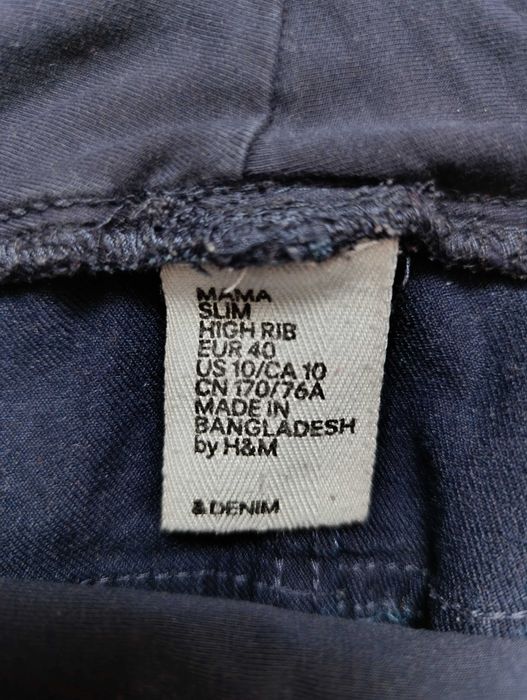 MAMA
SLIM
HIGH RIB
EUR 40
US 10/CA 10
CN 170/76A
MADE IN
BANGLADESH
by H&M
& DENIM